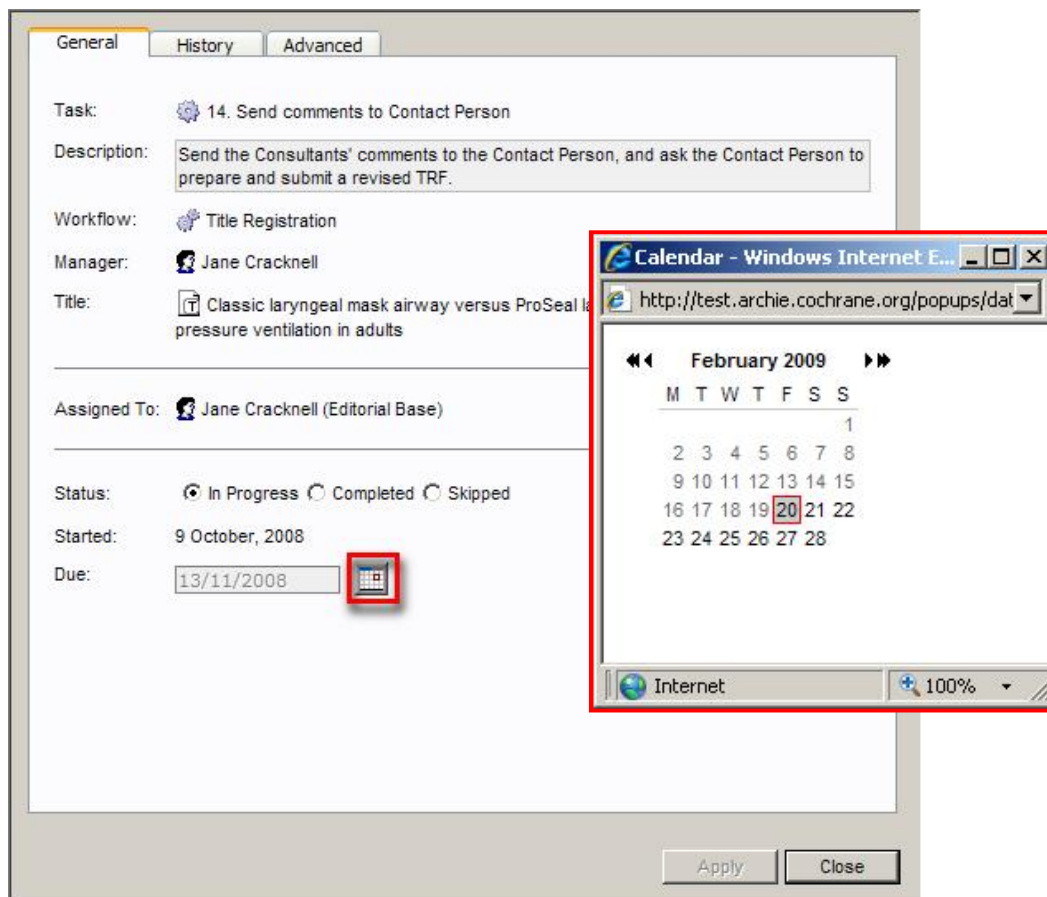 General
History
Advanced
Task:
14. Send comments to Contact Person
Description:
Send the Consultants' comments to the Contact Person, and ask the Contact Person to
prepare and submit a revised TRF.
Workflow:
Title Registration
Manager:
Jane Cracknell
Title:
Classic laryngeal mask airway versus ProSeal
pressure ventilation in adults
Assigned To:
Jane Cracknell (Editorial Base)
Status:
In Progress
Completed
Skipped
Started:
9 October, 2008
Due:
13/11/2008
Apply
Close
Calendar - Windows Internet E...
http://test.archie.cochrane.org/popups/dat
February 2009
M T W T F S S
1
2 3 4 5 6 7 8
9 10 11 12 13 14 15
16 17 18 19 20 21 22
23 24 25 26 27 28
Internet
100%